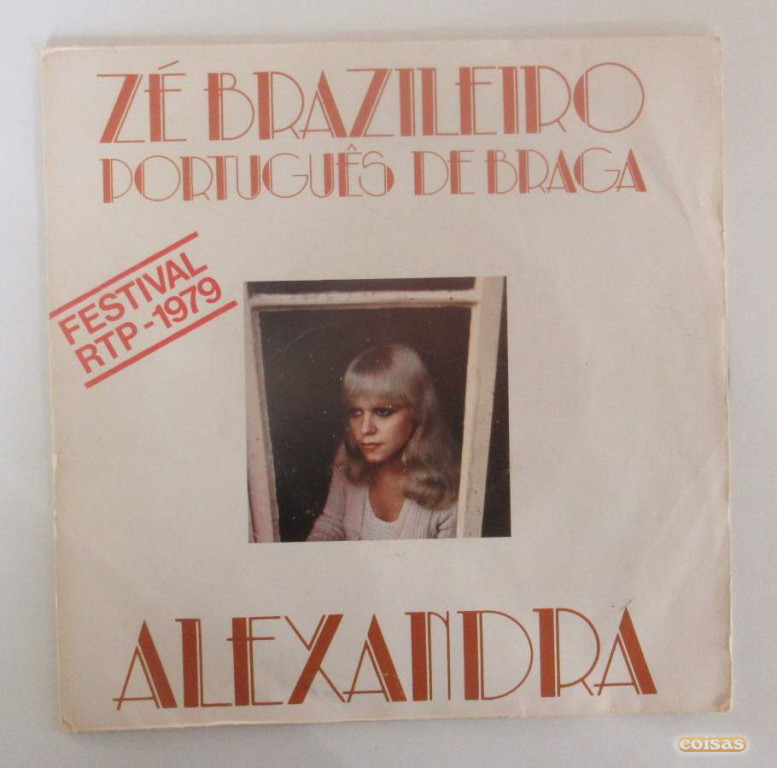 ZÉ BRAZILEIRO
PORTUGUÊS DE BRAGA
FESTIVAL
RTP-1979
ALEXANDRA
coisas